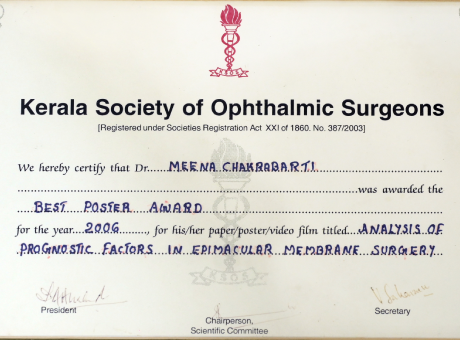 Kerala Society of Ophthalmic Surgeons
[Registered under Societies Registration Act XXI of 1860. No. 387/2003]
We hereby certify that Dr. MEENA CHAKRABARTI
was awarded the
BEST POSTER AWARD
for the year 2006, for his/her paper/poster/video film titled ANALYSIS OF
PROGNOSTIC FACTORS IN EPIMACULAR MEMBRANE SURGERY
President
Chairperson,
Scientific Committee
Secretary